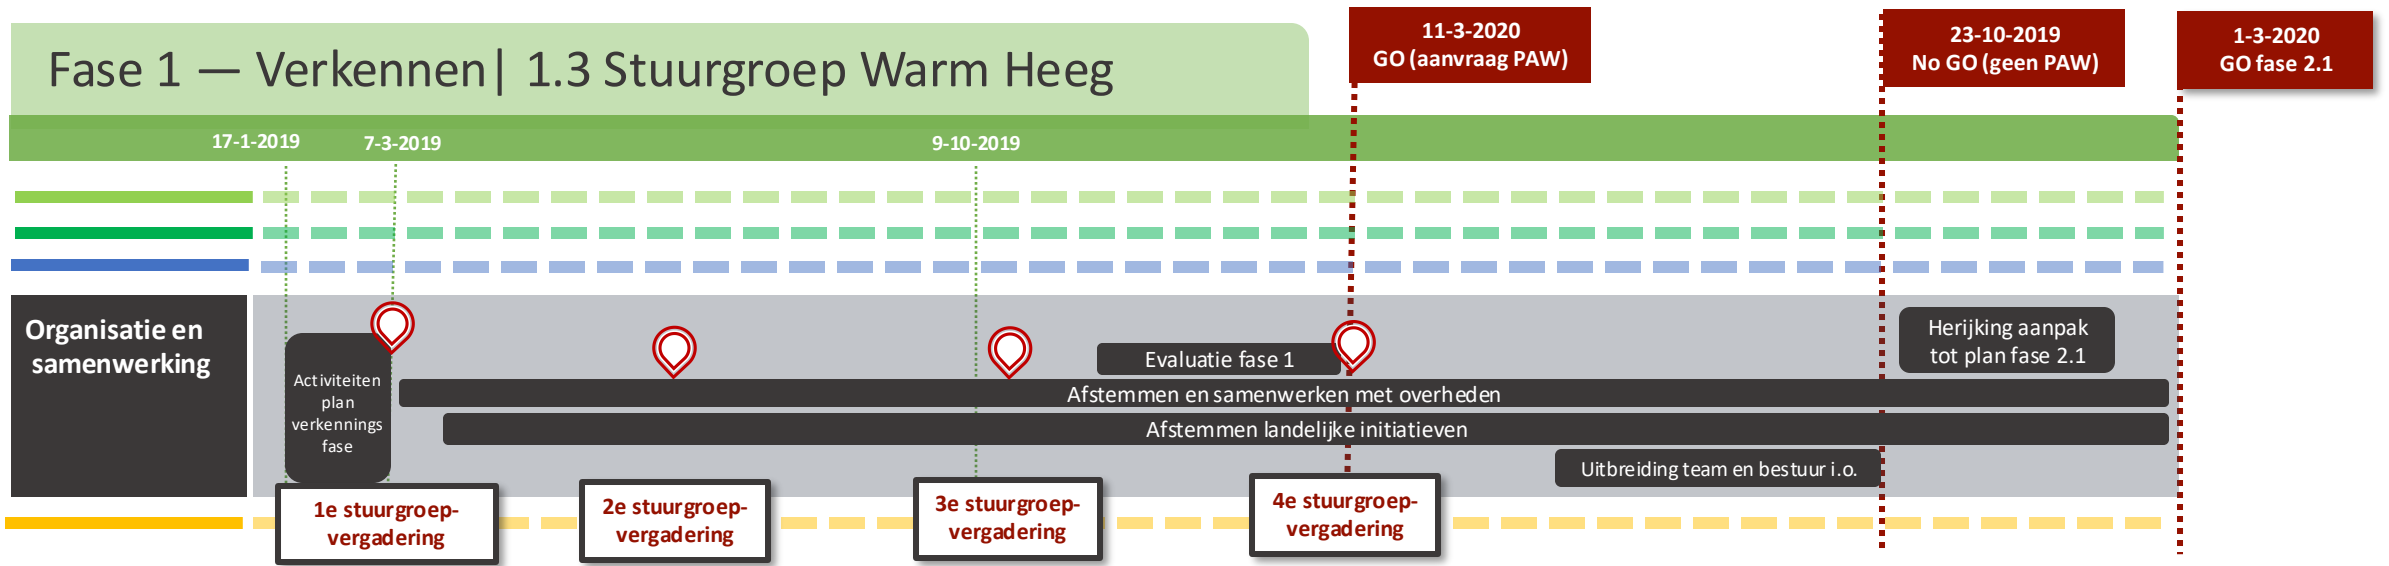 Fase 1 — Verkennen| 1.3 Stuurgroep Warm Heeg
11-3-2020
GO (aanvraag PAW)
23-10-2019
No GO (geen PAW)
1-3-2020
GO fase 2.1
17-1-2019
7-3-2019
9-10-2019
Organisatie en
samenwerking
Activiteiten
plan
verkennings
fase
Evaluatie fase 1
Herijking aanpak
tot plan fase 2.1
Afstemmen en samenwerken met overheden
Afstemmen landelijke initiatieven
Uitbreiding team en bestuur i.o.
1e stuurgroep-
vergadering
2e stuurgroep-
vergadering
3e stuurgroep-
vergadering
4e stuurgroep-
vergadering